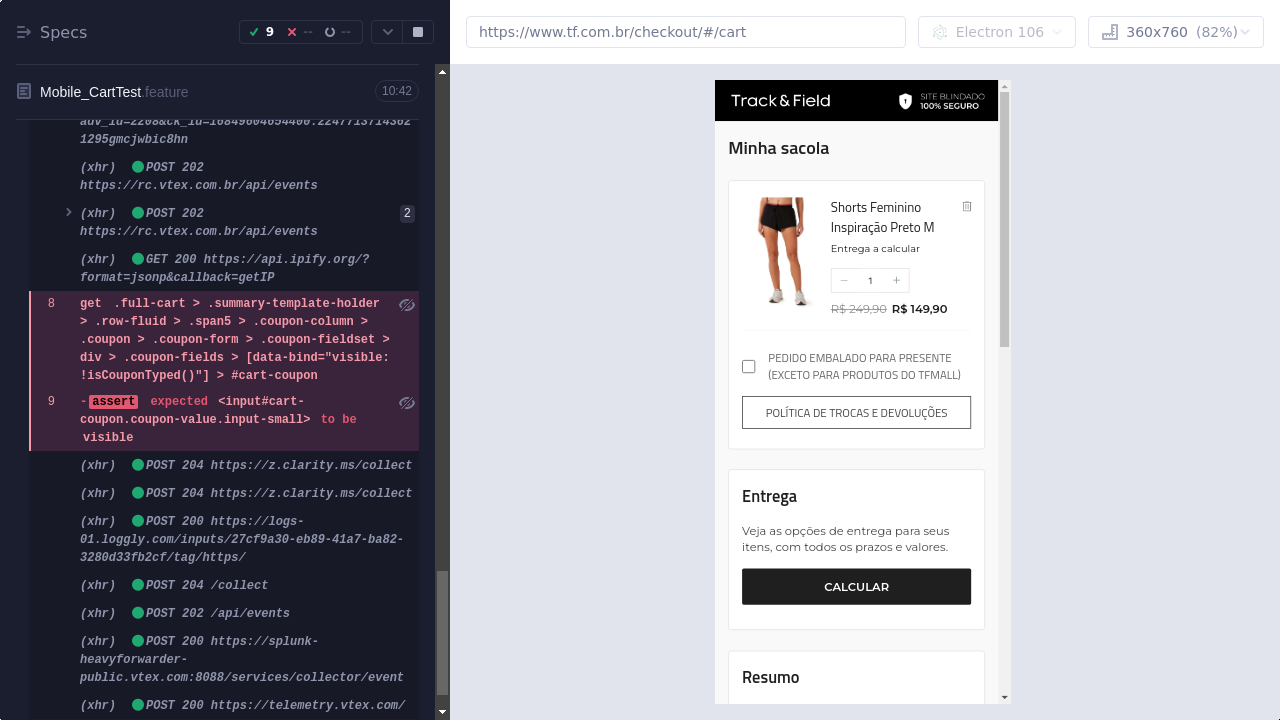 Specs
9
--
--
Mobile_CartTest.feature
10:42
adv_id=2208&ck_id=16849604654400.2247713714362
1295gmcjwbic8hn
(xhr) POST 202
https://rc.vtex.com.br/api/events
(xhr) POST 202
2
https://rc.vtex.com.br/api/events
(xhr) GET 200 https://api.ipify.org/?
format=jsonp&callback=getIP
8 get .full-cart > .summary-template-holder
> .row-fluid > .span5 > .coupon-column >
.coupon > .coupon-form > .coupon-fieldset >
div > .coupon-fields > [data-bind="visible:
!isCouponTyped()"] > #cart-coupon
9 -assert expected <input#cart-
coupon.coupon-value.input-small> to be
visible
(xhr) POST 204 https://z.clarity.ms/collect
(xhr) POST 204 https://z.clarity.ms/collect
(xhr) POST 200 https://logs-
01.loggly.com/inputs/27cf9a30-eb89-41a7-ba82-
3280d33fb2cf/tag/https/
(xhr) POST 204 /collect
(xhr) POST 202 /api/events
(xhr) POST 200 https://splunk-
heavyforwarder-
public.vtex.com:8088/services/collector/event
(xhr) POST 200 https://telemetry.vtex.com/
https://www.tf.com.br/checkout/#/cart
Electron 106
360x760 (82%)
Track&Field
SITE BLINDADO
100% SEGURO
Minha sacola
Shorts Feminino
Inspiração Preto M
Entrega a calcular
− 1 +
R$ 249,90 R$ 149,90
PEDIDO EMBALADO PARA PRESENTE
(EXCETO PARA PRODUTOS DO TFMALL)
POLÍTICA DE TROCAS E DEVOLUÇÕES
Entrega
Veja as opções de entrega para seus
itens, com todos os prazos e valores.
CALCULAR
Resumo